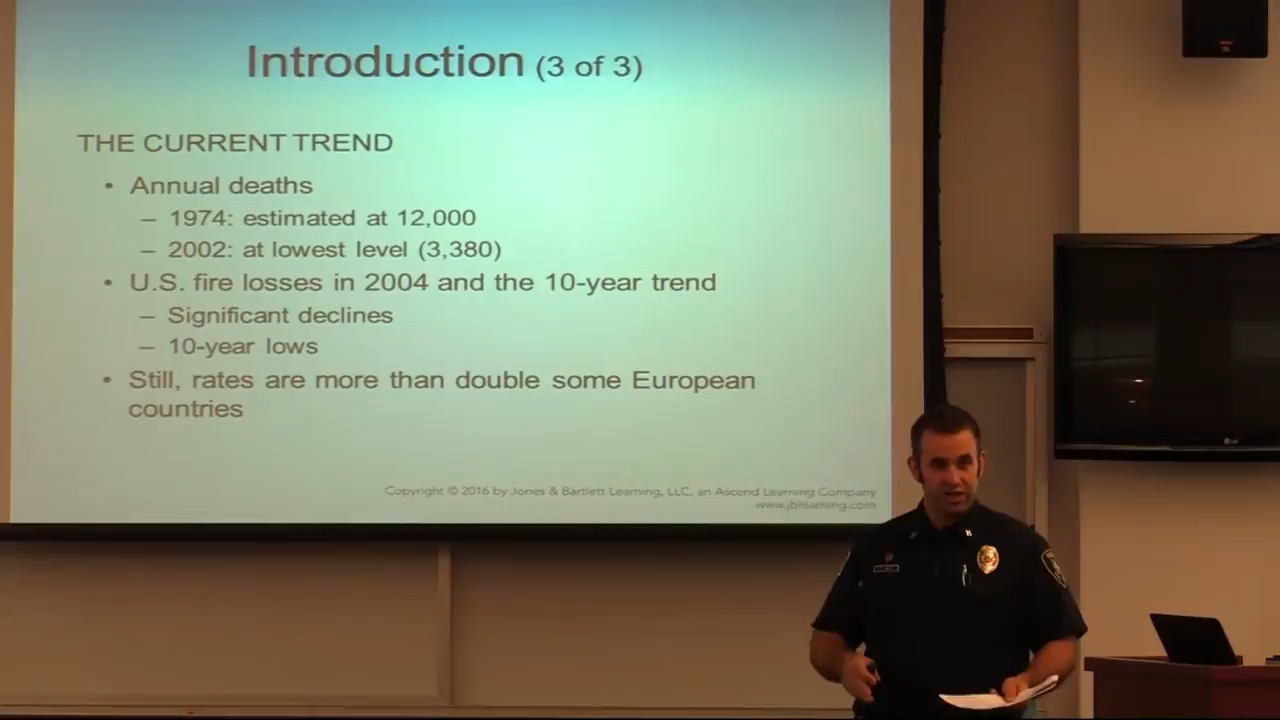 Introduction (3 of 3)
THE CURRENT TREND
• Annual deaths
– 1974: estimated at 12,000
– 2002: at lowest level (3,380)
• U.S. fire losses in 2004 and the 10-year trend
– Significant declines
– 10-year lows
• Still, rates are more than double some European
countries
Copyright © 2016 by Jones & Bartlett Learning, LLC, an Ascend Learning Company
www.jblearning.com
LG